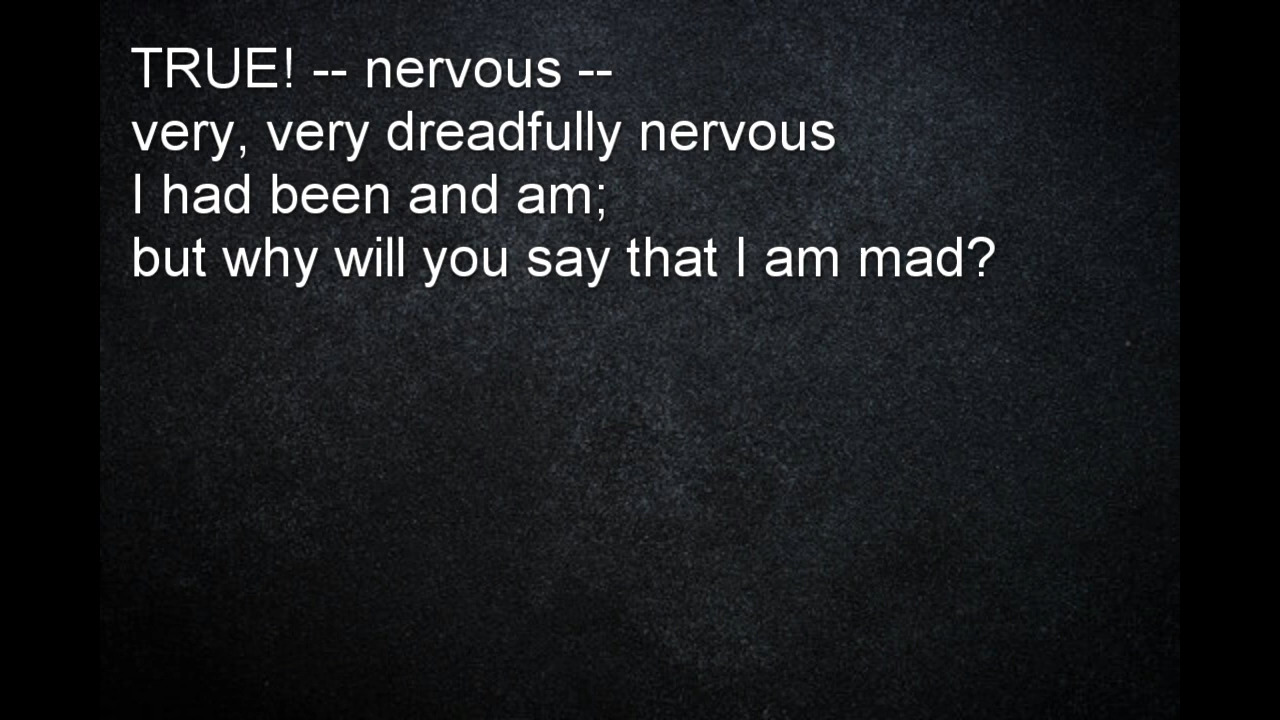 TRUE! -- nervous --
very, very dreadfully nervous
I had been and am;
but why will you say that I am mad?